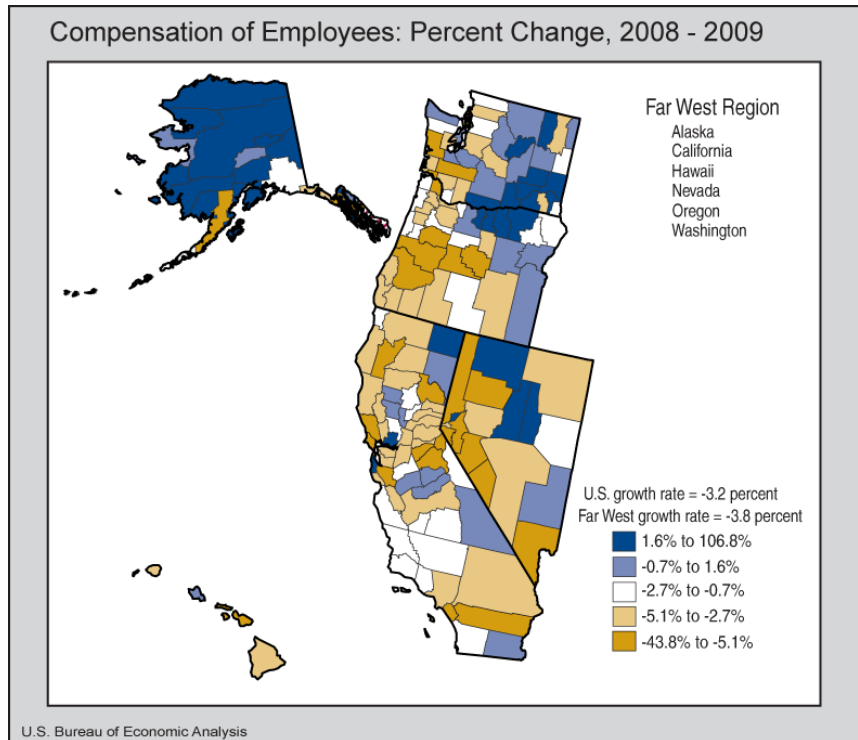 Compensation of Employees: Percent Change, 2008 - 2009
Far West Region
Alaska
California
Hawaii
Nevada
Oregon
Washington
U.S. growth rate = -3.2 percent
Far West growth rate = -3.8 percent
1.6% to 106.8%
-0.7% to 1.6%
-2.7% to -0.7%
-5.1% to -2.7%
-43.8% to -5.1%
U.S. Bureau of Economic Analysis